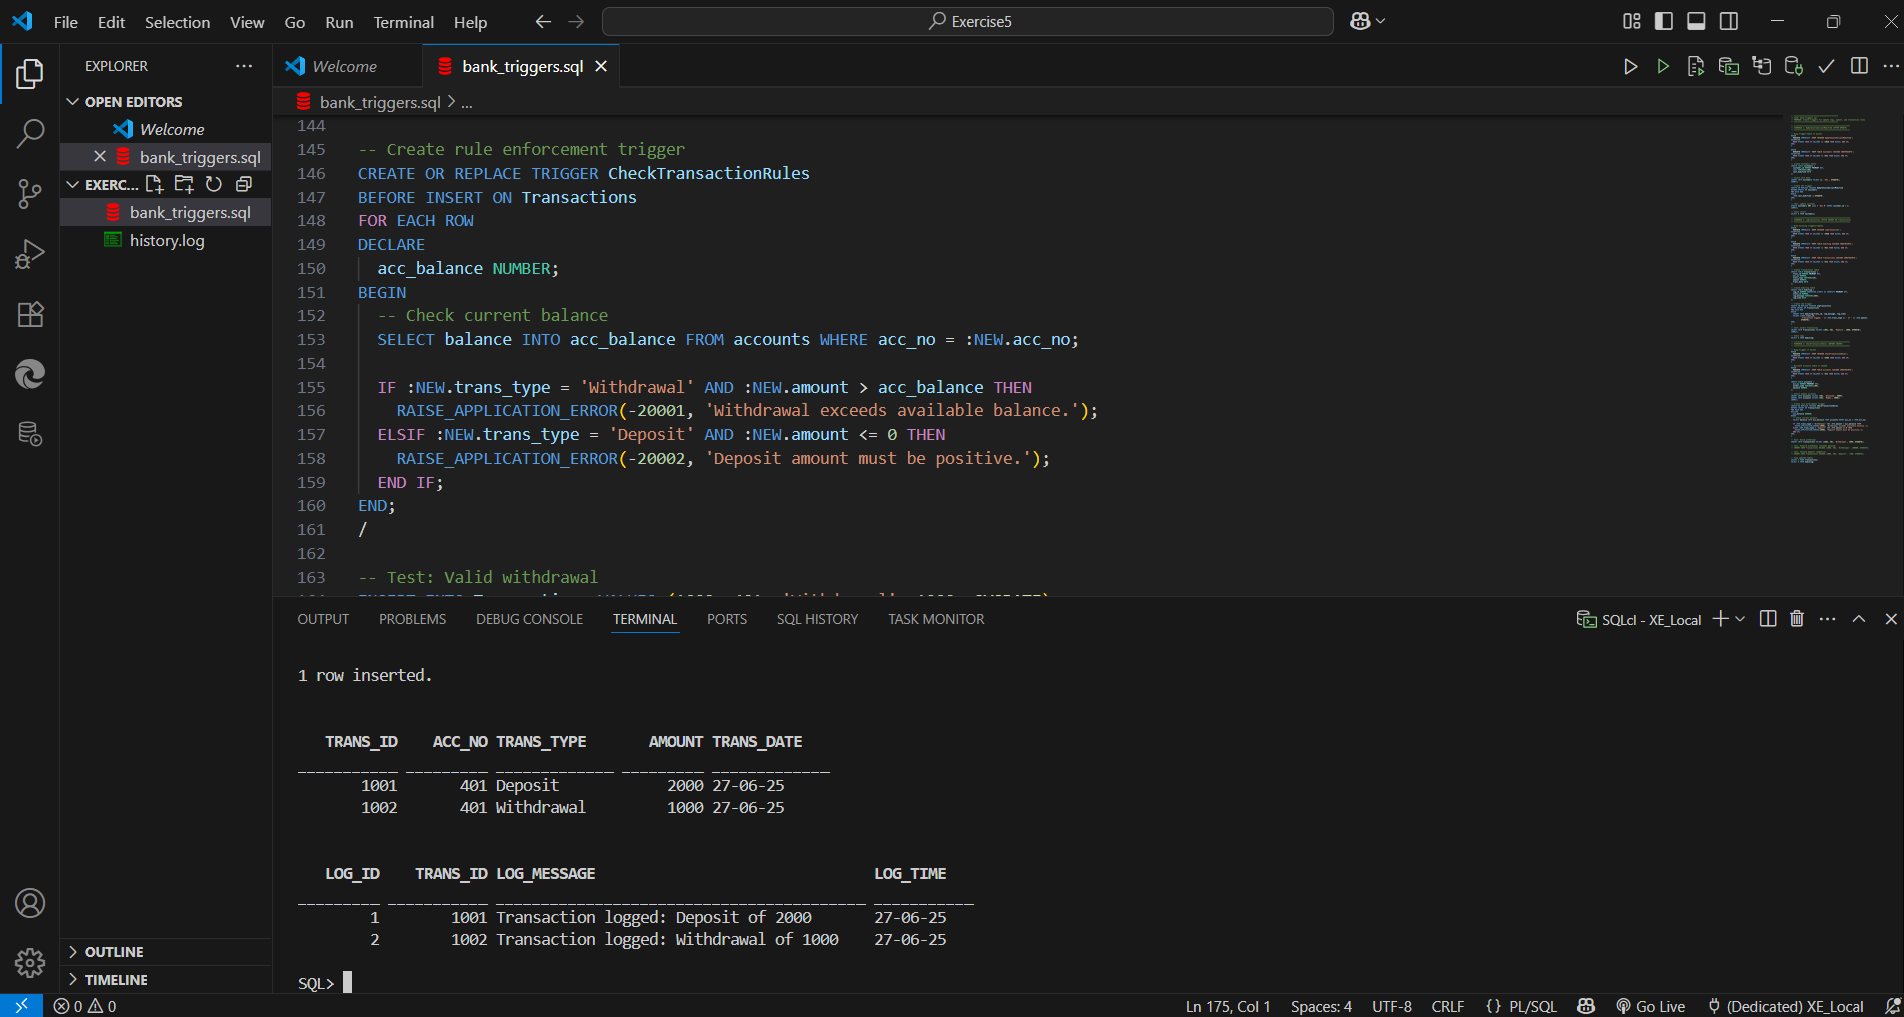 File Edit Selection View Go Run Terminal Help
Exercise5
EXPLORER
OPEN EDITORS
Welcome
bank_triggers.sql
EXERC...
bank_triggers.sql
history.log
OUTLINE
TIMELINE
Welcome
bank_triggers.sql
bank_triggers.sql > ...
144
145 -- Create rule enforcement trigger
146 CREATE OR REPLACE TRIGGER CheckTransactionRules
147 BEFORE INSERT ON Transactions
148 FOR EACH ROW
149 DECLARE
150 acc_balance NUMBER;
151 BEGIN
152 -- Check current balance
153 SELECT balance INTO acc_balance FROM accounts WHERE acc_no = :NEW.acc_no;
154
155 IF :NEW.trans_type = 'Withdrawal' AND :NEW.amount > acc_balance THEN
156 RAISE_APPLICATION_ERROR(-20001, 'Withdrawal exceeds available balance.');
157 ELSIF :NEW.trans_type = 'Deposit' AND :NEW.amount <= 0 THEN
158 RAISE_APPLICATION_ERROR(-20002, 'Deposit amount must be positive.');
159 END IF;
160 END;
161 /
162
163 -- Test: Valid withdrawal
OUTPUT PROBLEMS DEBUG CONSOLE TERMINAL PORTS SQL HISTORY TASK MONITOR
SQLcl - XE_Local
1 row inserted.
TRANS_ID ACC_NO TRANS_TYPE AMOUNT TRANS_DATE
1001 401 Deposit 2000 27-06-25
1002 401 Withdrawal 1000 27-06-25
LOG_ID TRANS_ID LOG_MESSAGE LOG_TIME
1 1001 Transaction logged: Deposit of 2000 27-06-25
2 1002 Transaction logged: Withdrawal of 1000 27-06-25
SQL>
0 0 Ln 175, Col 1 Spaces: 4 UTF-8 CRLF {} PL/SQL Go Live (Dedicated) XE_Local